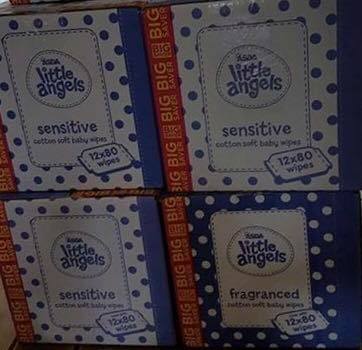 ASDA
little
angels
sensitive
cotton soft baby wipes
12x80
wipes
BIG BIG BIG
SAVER
ASDA
little
angels
sensitive
cotton soft baby wipes
12x80
wipes
BIG
ASDA
little
angels
sensitive
cotton soft baby wipes
12x80
wipes
BIG BIG BIG
SAVER
ASDA
little
angels
fragranced
cotton soft baby wipes
12x80
wipes